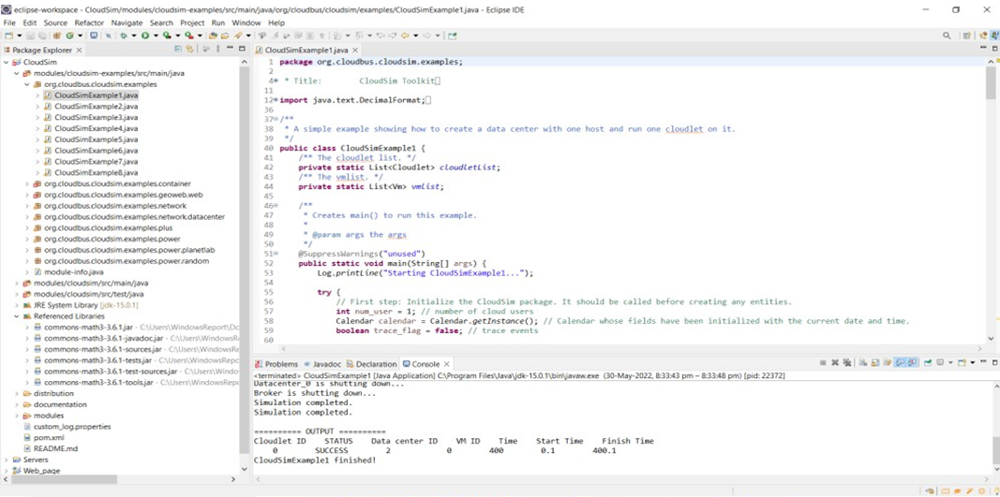 eclipse-workspace - CloudSim/modules/cloudsim-examples/src/main/java/org/cloudbus/cloudsim/examples/CloudSimExample1.java - Eclipse IDE
File Edit Source Refactor Navigate Search Project Run Window Help
Package Explorer
CloudSim
modules/cloudsim-examples/src/main/java
org.cloudbus.cloudsim.examples
CloudSimExample1.java
CloudSimExample2.java
CloudSimExample3.java
CloudSimExample4.java
CloudSimExample5.java
CloudSimExample6.java
CloudSimExample7.java
CloudSimExample8.java
org.cloudbus.cloudsim.examples.container
org.cloudbus.cloudsim.examples.geoweb.web
org.cloudbus.cloudsim.examples.network
org.cloudbus.cloudsim.examples.network.datacenter
org.cloudbus.cloudsim.examples.plus
org.cloudbus.cloudsim.examples.power
org.cloudbus.cloudsim.examples.power.planetlab
org.cloudbus.cloudsim.examples.power.random
module-info.java
modules/cloudsim/src/main/java
modules/cloudsim/src/test/java
JRE System Library [jdk-15.0.1]
Referenced Libraries
commons-math3-3.6.1.jar - C:\Users\WindowsReport\Dc
commons-math3-3.6.1-javadoc.jar - C:\Users\WindowsRe
commons-math3-3.6.1-sources.jar - C:\Users\WindowsRe
commons-math3-3.6.1-tests.jar - C:\Users\WindowsRepo
commons-math3-3.6.1-test-sources.jar - C:\Users\Windo
commons-math3-3.6.1-tools.jar - C:\Users\WindowsRepo
distribution
documentation
modules
custom_log.properties
pom.xml
README.md
Servers
Web_page
CloudSimExample1.java
1 package org.cloudbus.cloudsim.examples;
2
4 * Title: CloudSim Toolkit
11
12 import java.text.DecimalFormat;
36
37 /**
38 * A simple example showing how to create a data center with one host and run one cloudlet on it.
39 */
40 public class CloudSimExample1 {
41 /** The cloudlet list. */
42 private static List<Cloudlet> cloudletList;
43 /** The vmlist. */
44 private static List<Vm> vmlist;
45
46 /**
47 * Creates main() to run this example.
48 *
49 * @param args the args
50 */
51 @SuppressWarnings("unused")
52 public static void main(String[] args) {
53 Log.printLine("Starting CloudSimExample1...");
54
55 try {
56 // First step: Initialize the CloudSim package. It should be called before creating any entities.
57 int num_user = 1; // number of cloud users
58 Calendar calendar = Calendar.getInstance(); // Calendar whose fields have been initialized with the current date and time.
59 boolean trace_flag = false; // trace events
60
Problems Javadoc Declaration Console
<terminated> CloudSimExample1 [Java Application] C:\Program Files\Java\jdk-15.0.1\bin\javaw.exe (30-May-2022, 8:33:43 pm – 8:33:48 pm) [pid: 22372]
Datacenter_0 is shutting down...
Broker is shutting down...
Simulation completed.
Simulation completed.
========== OUTPUT ==========
Cloudlet ID STATUS Data center ID VM ID Time Start Time Finish Time
0 SUCCESS 2 0 400 0.1 400.1
CloudSimExample1 finished!